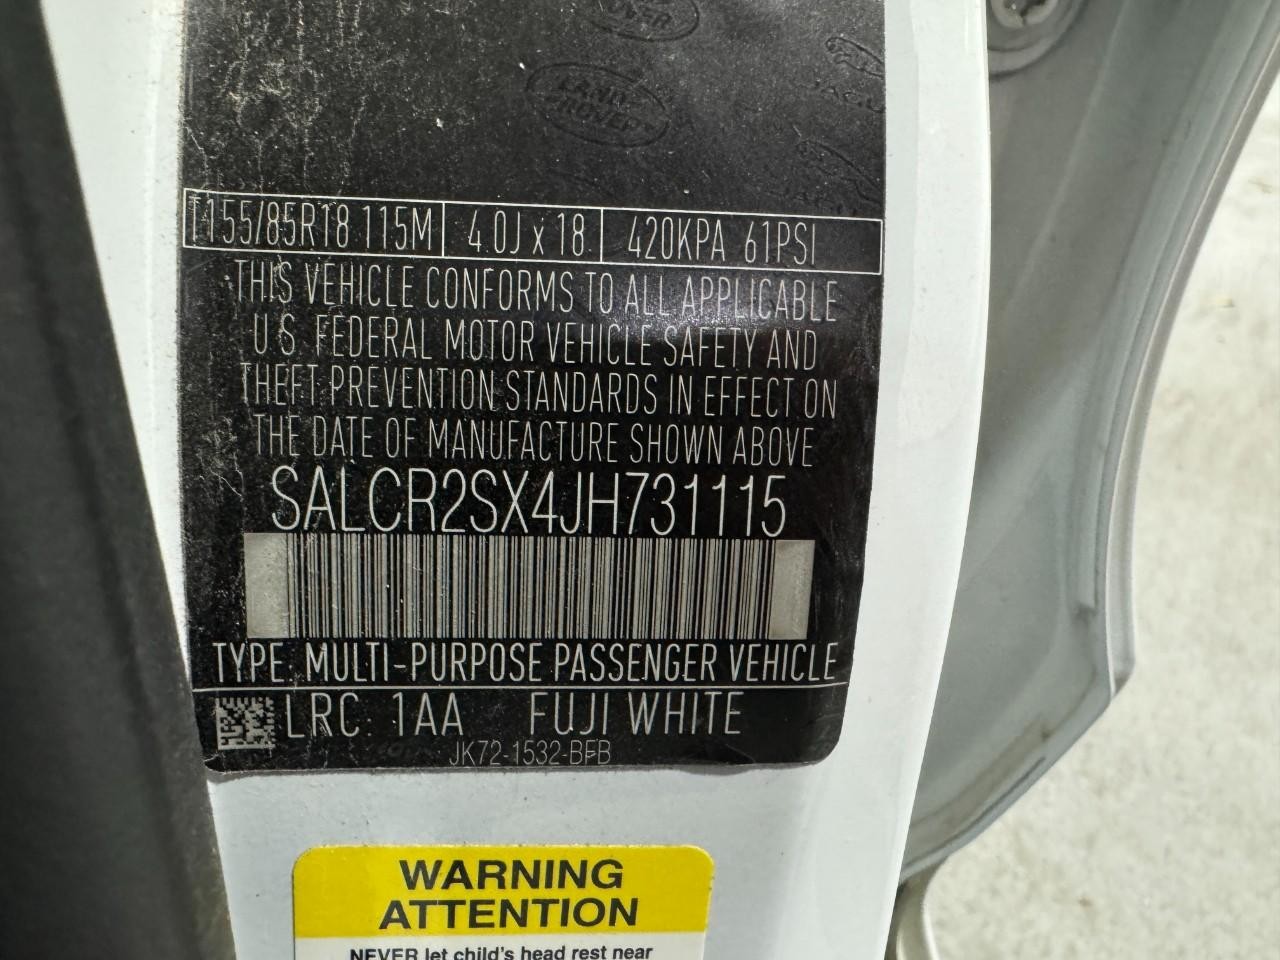 LAND
ROVER
T155/85R18 115M 4.0J x 18 420KPA 61PSI
THIS VEHICLE CONFORMS TO ALL APPLICABLE
U.S. FEDERAL MOTOR VEHICLE SAFETY AND
THEFT PREVENTION STANDARDS IN EFFECT ON
THE DATE OF MANUFACTURE SHOWN ABOVE
SALCR2SX4JH731115
TYPE: MULTI-PURPOSE PASSENGER VEHICLE
LRC: 1AA FUJI WHITE
JK72-1532-BFB
WARNING
ATTENTION
NEVER let child's head rest near